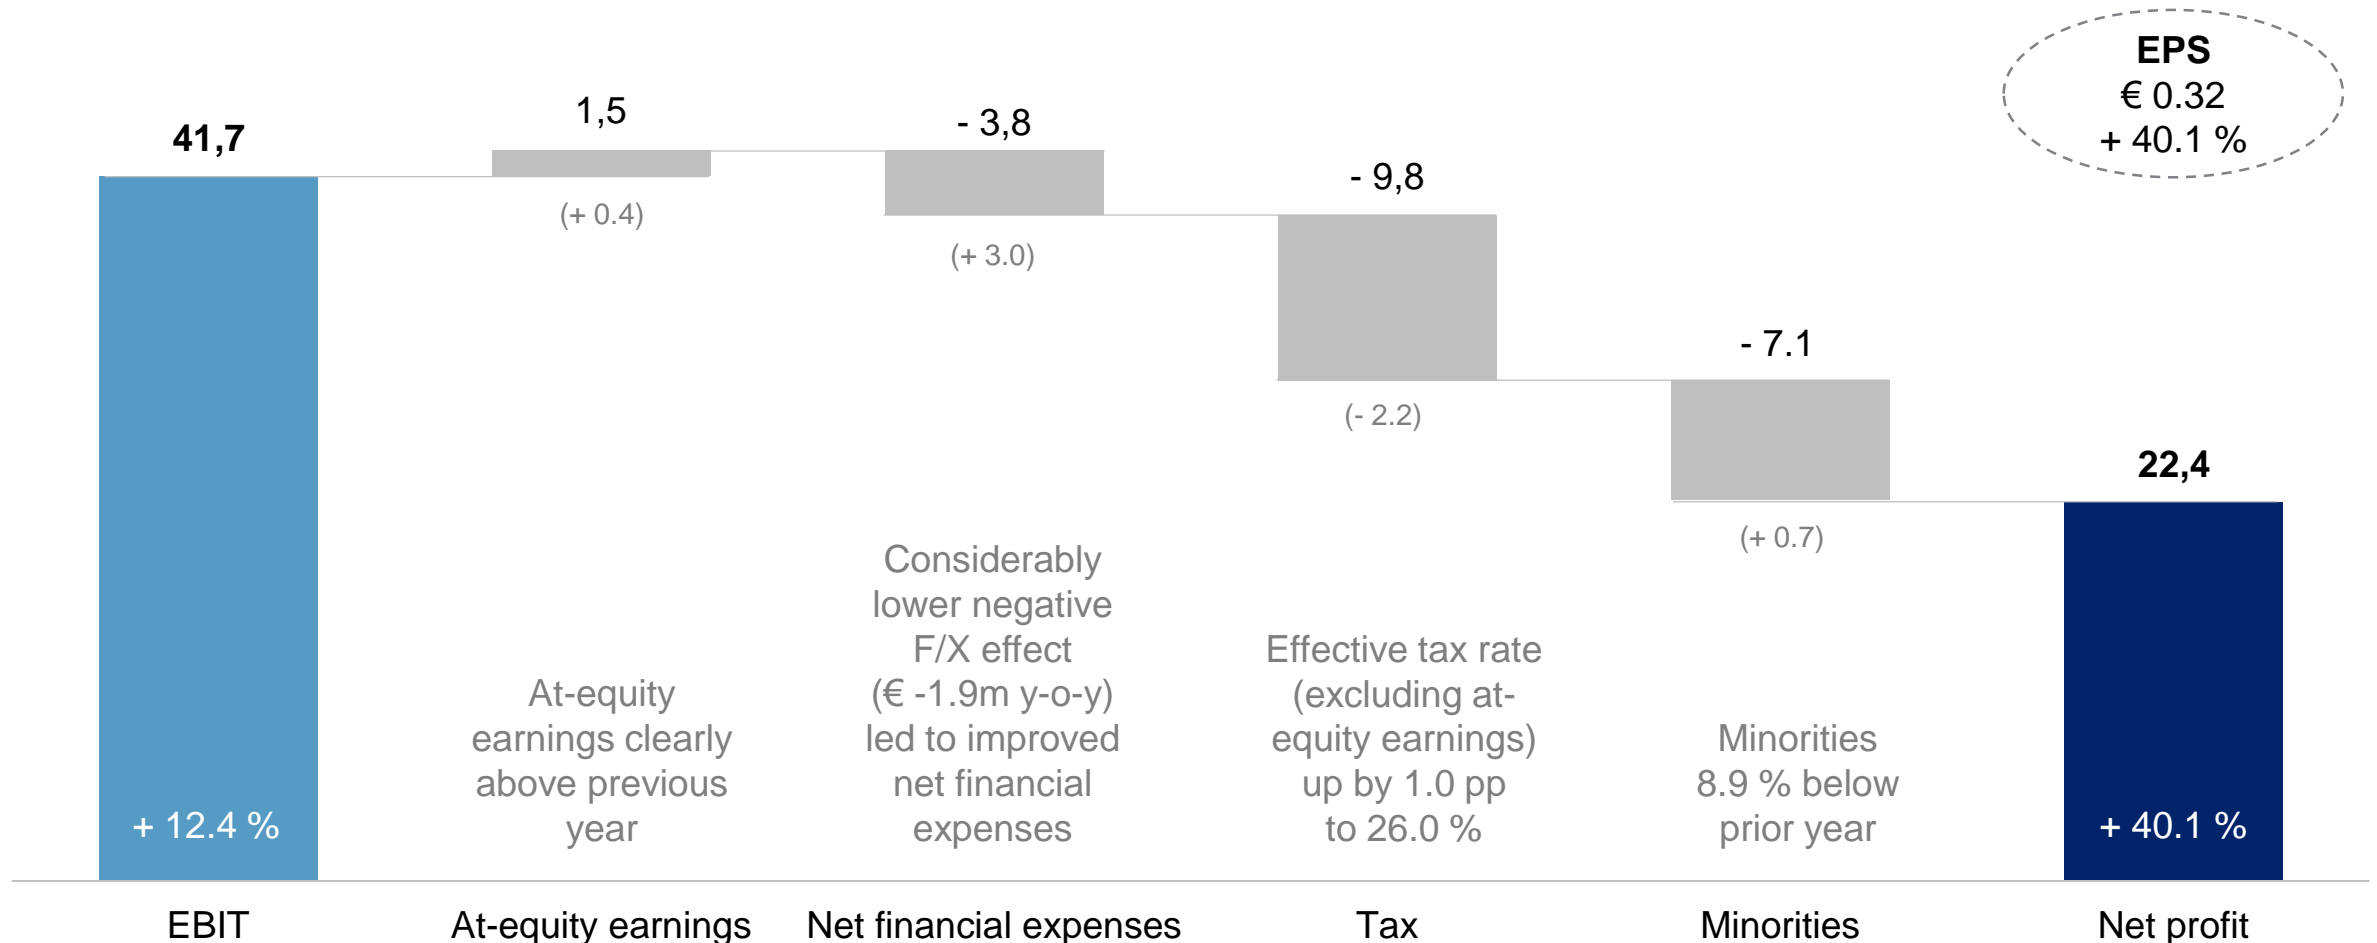 EPS
€ 0.32
+ 40.1 %
41,7
1,5
- 3,8
- 9,8
- 7.1
22,4
(+ 0.4)
(+ 3.0)
(- 2.2)
(+ 0.7)
+ 12.4 %
At-equity
earnings clearly
above previous
year
Considerably
lower negative
F/X effect
(€ -1.9m y-o-y)
led to improved
net financial
expenses
Effective tax rate
(excluding at-
equity earnings)
up by 1.0 pp
to 26.0 %
Minorities
8.9 % below
prior year
+ 40.1 %
EBIT
At-equity earnings
Net financial expenses
Tax
Minorities
Net profit